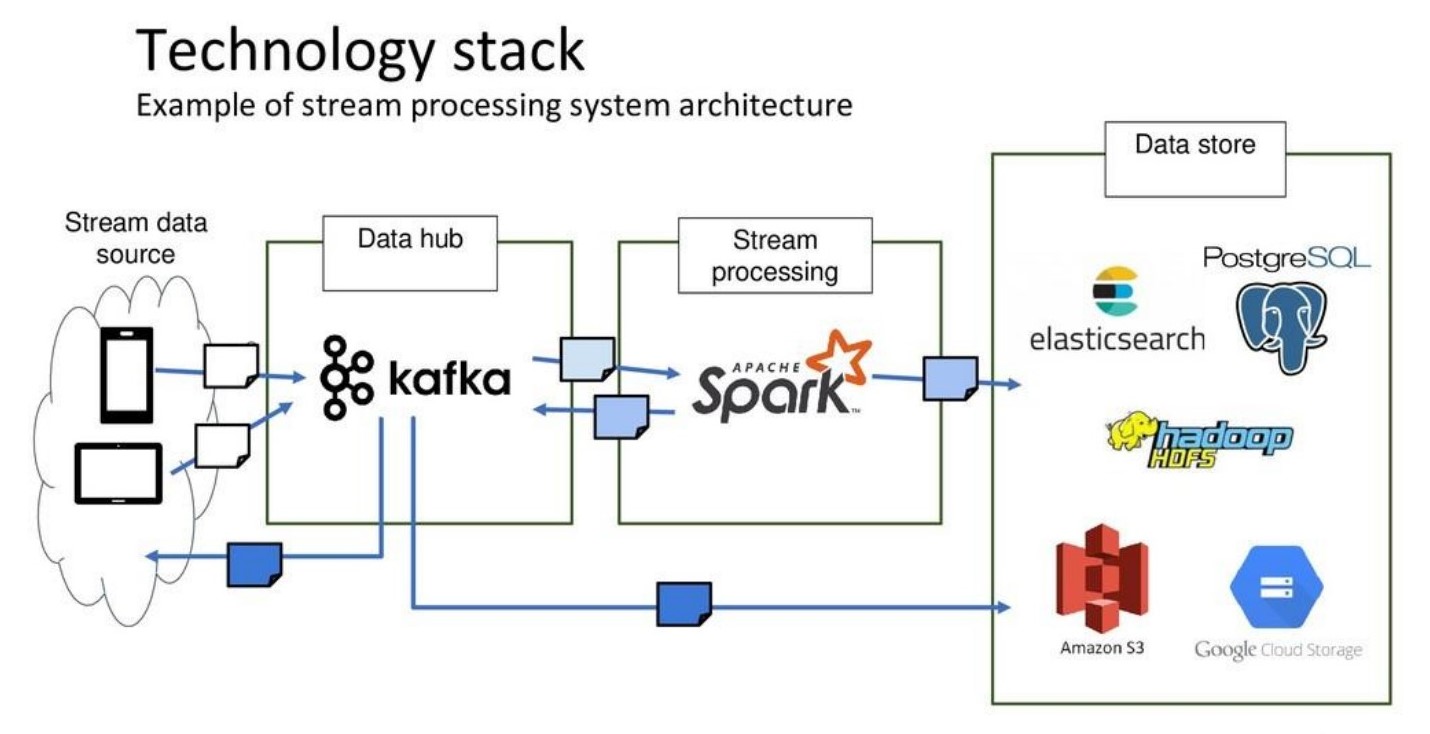 Technology stack
Example of stream processing system architecture
Stream data
source
Data hub
kafka
Stream
processing
APACHE
Spark™
Data store
elasticsearch
PostgreSQL
hadoop
HDFS
Amazon S3
Google Cloud Storage